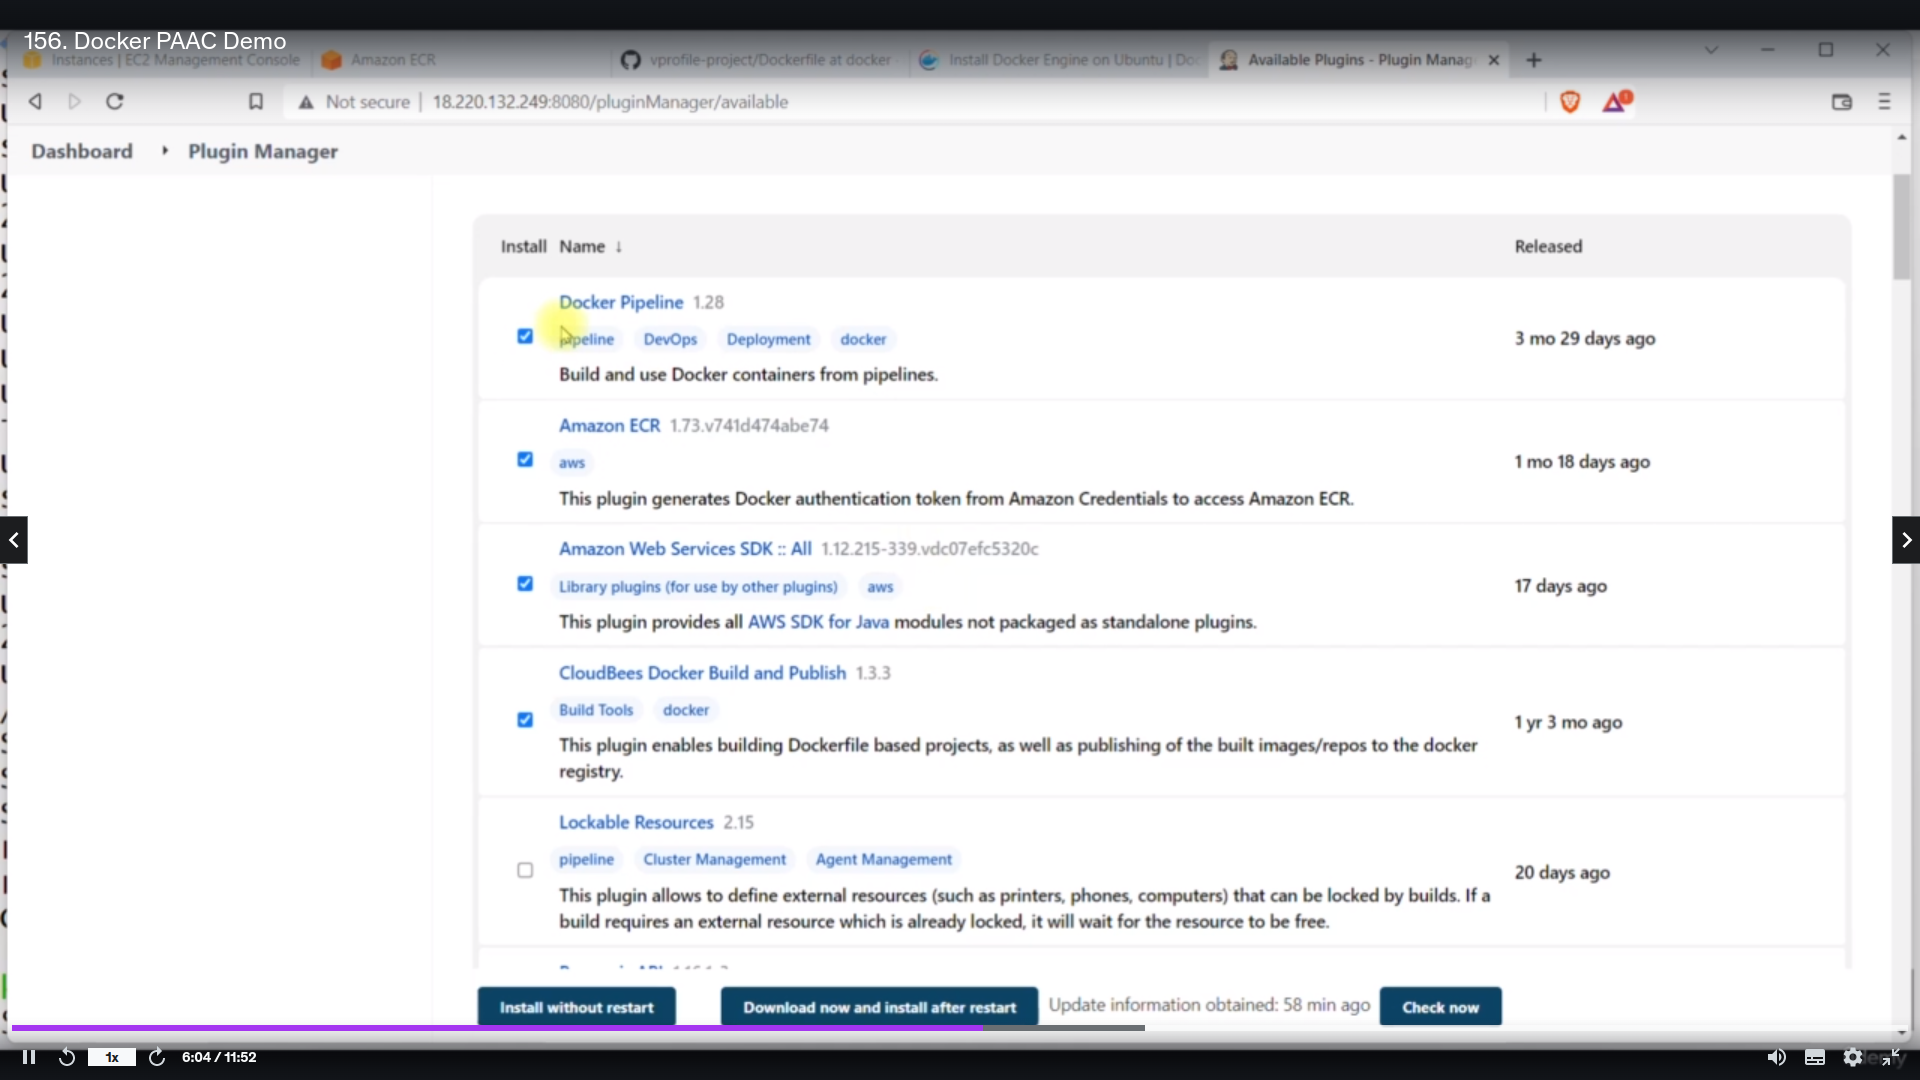 156. Docker PAAC Demo
Instances | EC2 Management Console
Amazon ECR
vprofile-project/Dockerfile at docker
Install Docker Engine on Ubuntu | Do
Available Plugins - Plugin Manag
Not secure
18.220.132.249:8080/pluginManager/available
Dashboard
Plugin Manager
Install Name ↓ Released
Docker Pipeline 1.28
pipeline DevOps Deployment docker
3 mo 29 days ago
Build and use Docker containers from pipelines.
Amazon ECR 1.73.v741d474abe74
aws
1 mo 18 days ago
This plugin generates Docker authentication token from Amazon Credentials to access Amazon ECR.
Amazon Web Services SDK :: All 1.12.215-339.vdc07efc5320c
Library plugins (for use by other plugins) aws
17 days ago
This plugin provides all AWS SDK for Java modules not packaged as standalone plugins.
CloudBees Docker Build and Publish 1.3.3
Build Tools docker
1 yr 3 mo ago
This plugin enables building Dockerfile based projects, as well as publishing of the built images/repos to the docker
registry.
Lockable Resources 2.15
pipeline Cluster Management Agent Management
20 days ago
This plugin allows to define external resources (such as printers, phones, computers) that can be locked by builds. If a
build requires an external resource which is already locked, it will wait for the resource to be free.
Install without restart
Download now and install after restart
Update information obtained: 58 min ago
Check now
1x
6:04 / 11:52